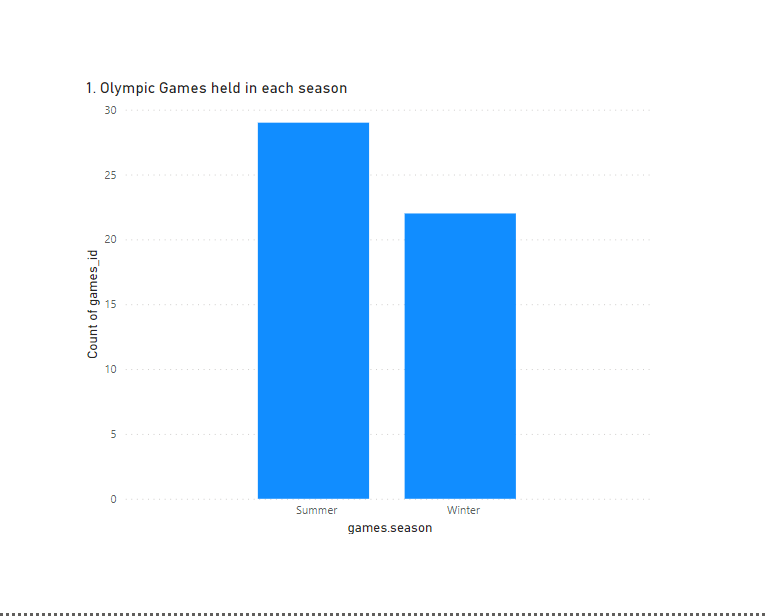 1. Olympic Games held in each season
30
25
20
15
10
5
0
Count of games_id
Summer Winter
games.season